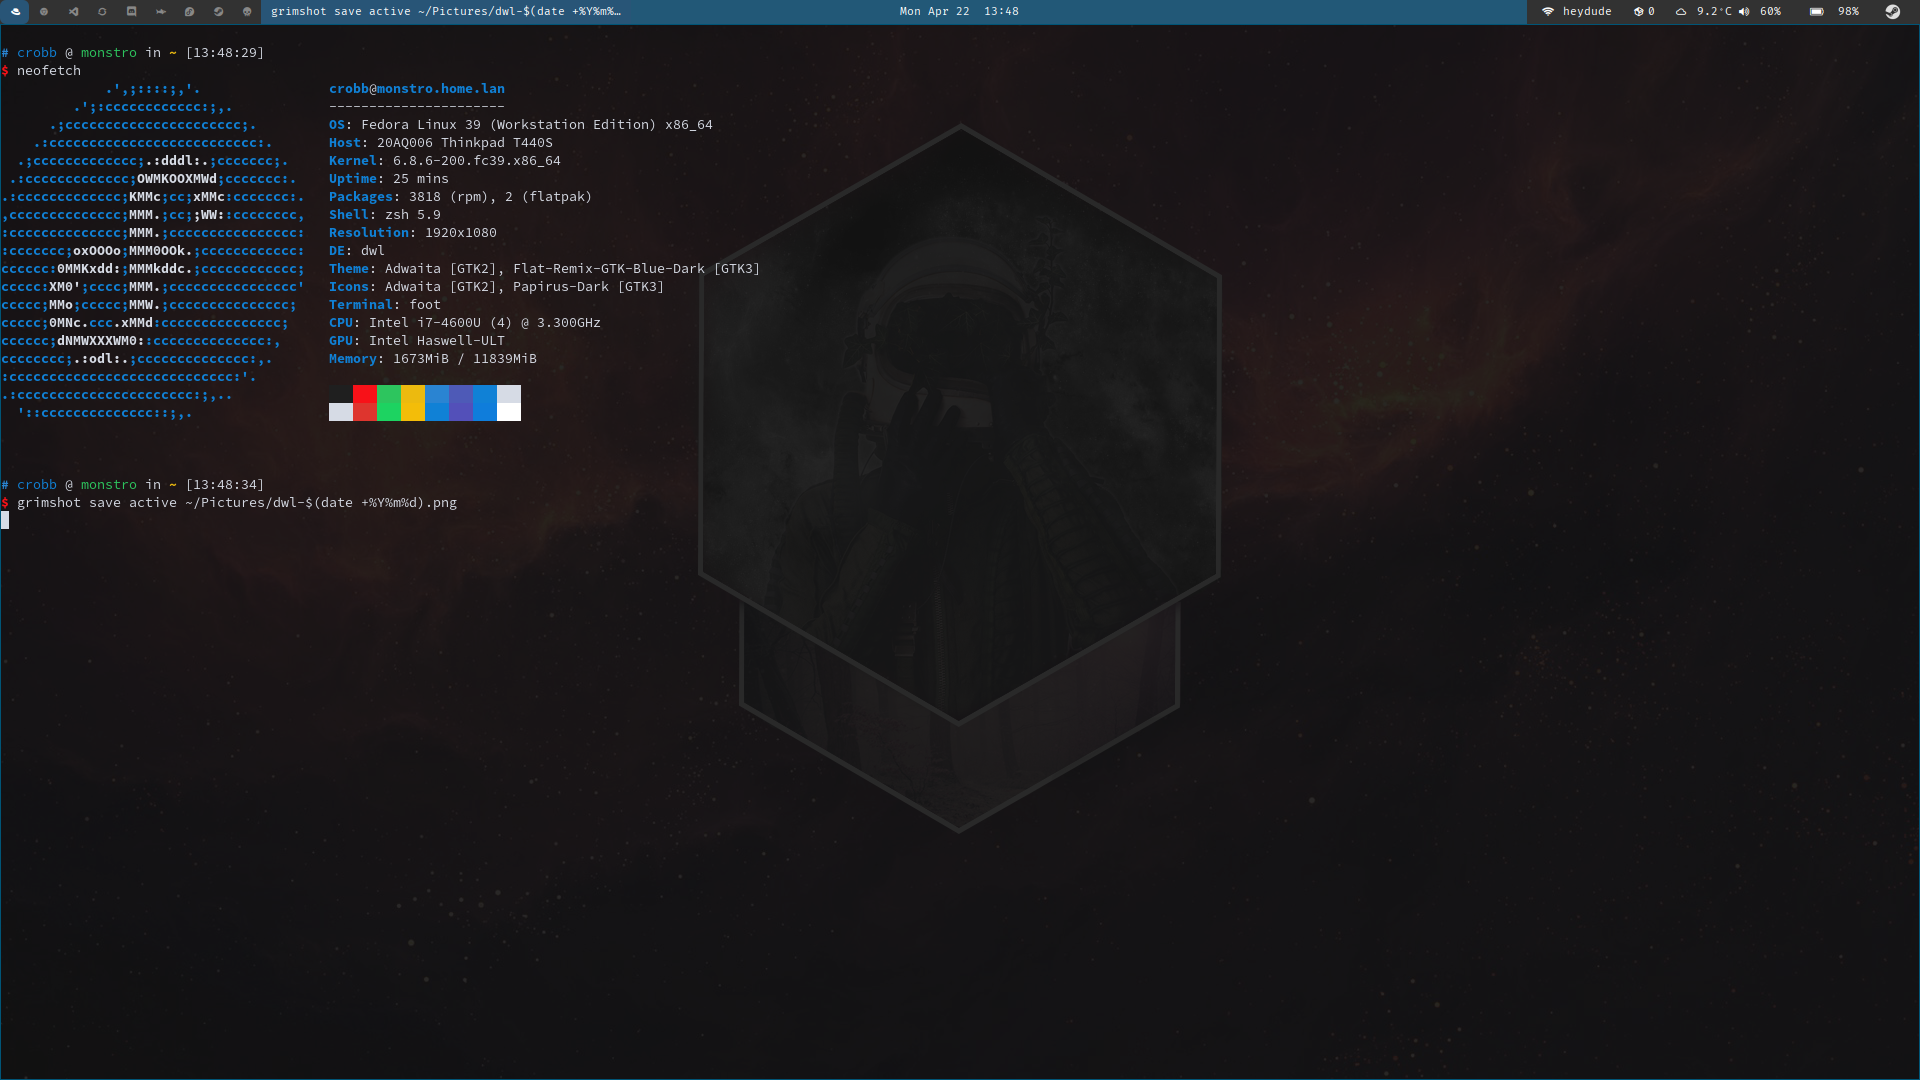 grimshot save active ~/Pictures/dwl-$(date +%Y%m%…
Mon Apr 22 13:48
heydude 0 9.2°C 60% 98%
# crobb @ monstro in ~ [13:48:29]
$ neofetch
.',;::::;,'. crobb@monstro.home.lan
.';:cccccccccccc:;,. ----------------------
.;cccccccccccccccccccccc;. OS: Fedora Linux 39 (Workstation Edition) x86_64
.:cccccccccccccccccccccccccc:. Host: 20AQ006 Thinkpad T440S
.;ccccccccccccc;.:dddl:.;ccccccc;. Kernel: 6.8.6-200.fc39.x86_64
.:ccccccccccccc;OWMKOOXMWd;ccccccc:. Uptime: 25 mins
.:ccccccccccccc;KMMc;cc;xMMc:ccccccc:. Packages: 3818 (rpm), 2 (flatpak)
,cccccccccccccc;MMM.;cc;;WW::cccccccc, Shell: zsh 5.9
:cccccccccccccc;MMM.;cccccccccccccccc: Resolution: 1920x1080
:ccccccc;oxOOOo;MMM0OOk.;cccccccccccc: DE: dwl
cccccc:0MMKxdd:;MMMkddc.;cccccccccccc; Theme: Adwaita [GTK2], Flat-Remix-GTK-Blue-Dark [GTK3]
ccccc:XM0';cccc;MMM.;cccccccccccccccc' Icons: Adwaita [GTK2], Papirus-Dark [GTK3]
ccccc;MMo;ccccc;MMW.;ccccccccccccccc; Terminal: foot
ccccc;0MNc.ccc.xMMd:ccccccccccccccc; CPU: Intel i7-4600U (4) @ 3.300GHz
cccccc;dNMWXXXWM0::cccccccccccccc:, GPU: Intel Haswell-ULT
cccccccc;.:odl:.;cccccccccccccc:,. Memory: 1673MiB / 11839MiB
:cccccccccccccccccccccccccccc:'.
.:cccccccccccccccccccccc:;,..
'::cccccccccccccc::;,.
# crobb @ monstro in ~ [13:48:34]
$ grimshot save active ~/Pictures/dwl-$(date +%Y%m%d).png